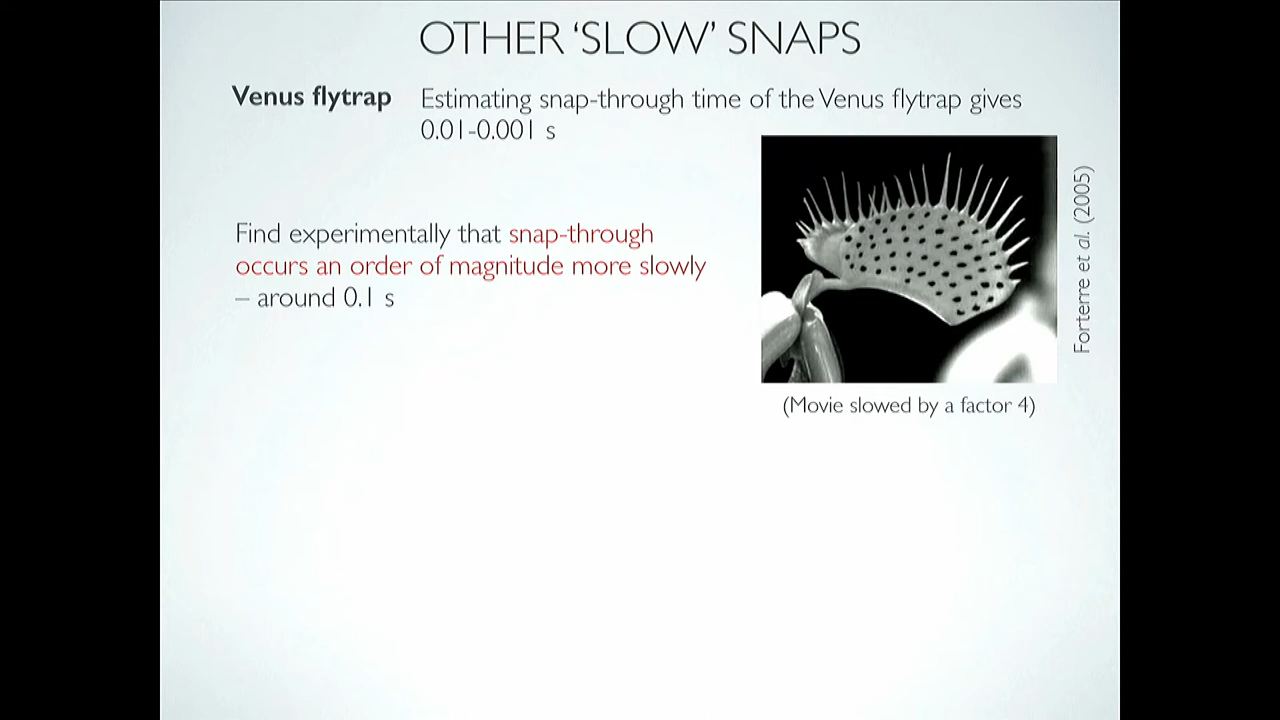 OTHER ‘SLOW’ SNAPS
Venus flytrap
Estimating snap-through time of the Venus flytrap gives
0.01-0.001 s
Find experimentally that snap-through
occurs an order of magnitude more slowly
– around 0.1 s
Forterre et al. (2005)
(Movie slowed by a factor 4)